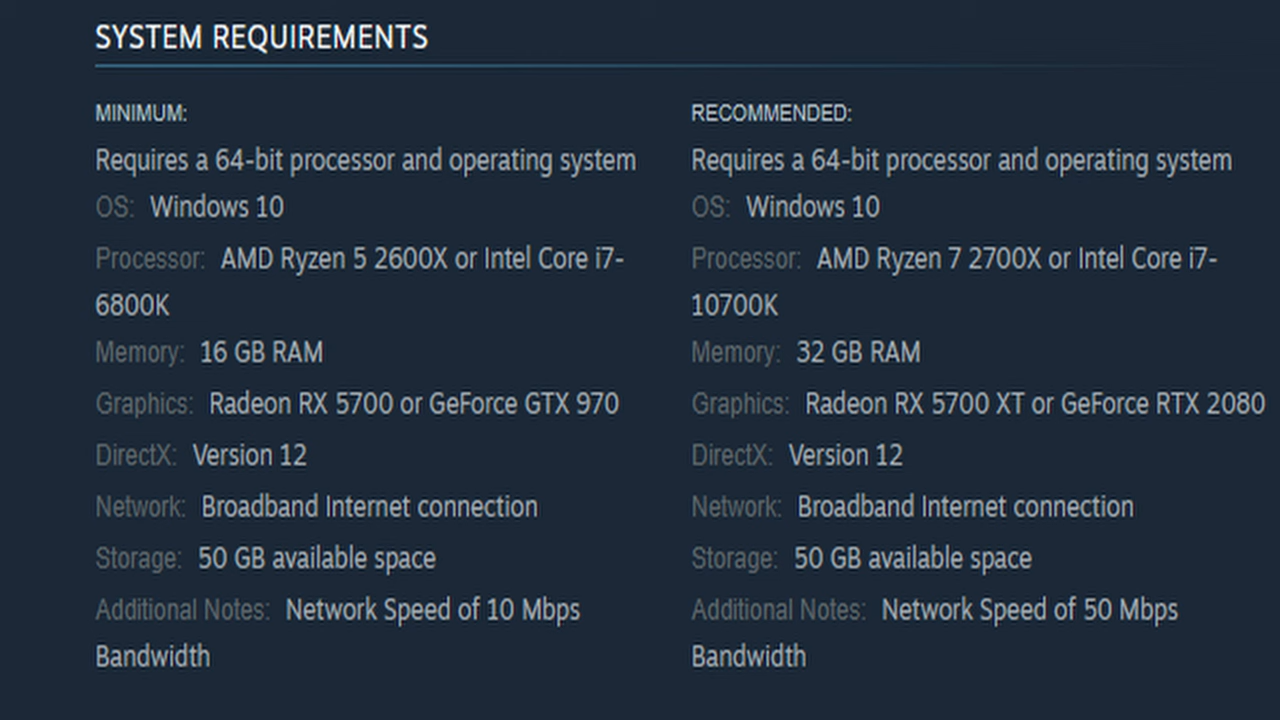 SYSTEM REQUIREMENTS
MINIMUM:
Requires a 64-bit processor and operating system
OS: Windows 10
Processor: AMD Ryzen 5 2600X or Intel Core i7-
6800K
Memory: 16 GB RAM
Graphics: Radeon RX 5700 or GeForce GTX 970
DirectX: Version 12
Network: Broadband Internet connection
Storage: 50 GB available space
Additional Notes: Network Speed of 10 Mbps
Bandwidth
RECOMMENDED:
Requires a 64-bit processor and operating system
OS: Windows 10
Processor: AMD Ryzen 7 2700X or Intel Core i7-
10700K
Memory: 32 GB RAM
Graphics: Radeon RX 5700 XT or GeForce RTX 2080
DirectX: Version 12
Network: Broadband Internet connection
Storage: 50 GB available space
Additional Notes: Network Speed of 50 Mbps
Bandwidth